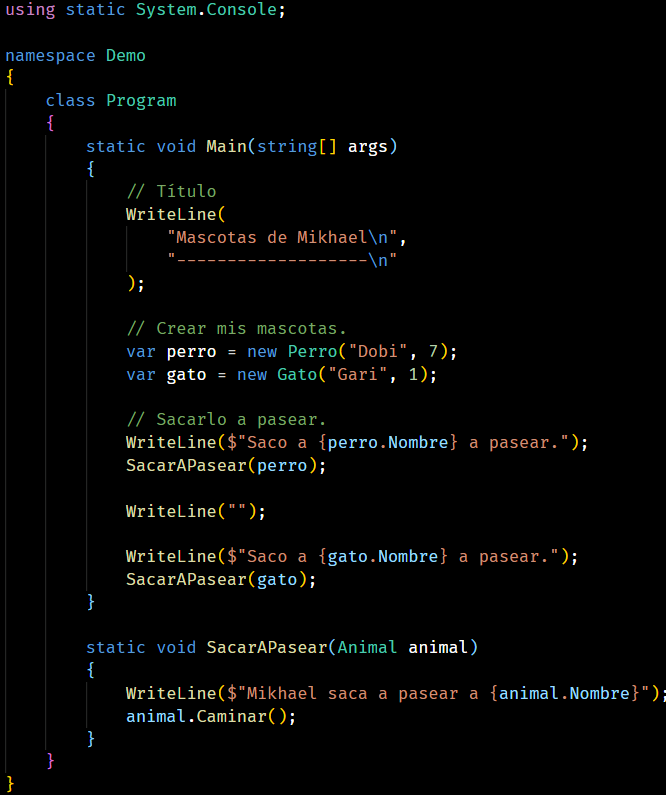 using static System.Console;

namespace Demo
{
    class Program
    {
        static void Main(string[] args)
        {
            // Título
            WriteLine(
                "Mascotas de Mikhael\n",
                "-------------------\n"
            );

            // Crear mis mascotas.
            var perro = new Perro("Dobi", 7);
            var gato = new Gato("Gari", 1);

            // Sacarlo a pasear.
            WriteLine($"Saco a {perro.Nombre} a pasear.");
            SacarAPasear(perro);

            WriteLine("");

            WriteLine($"Saco a {gato.Nombre} a pasear.");
            SacarAPasear(gato);
        }

        static void SacarAPasear(Animal animal)
        {
            WriteLine($"Mikhael saca a pasear a {animal.Nombre}");
            animal.Caminar();
        }
    }
}